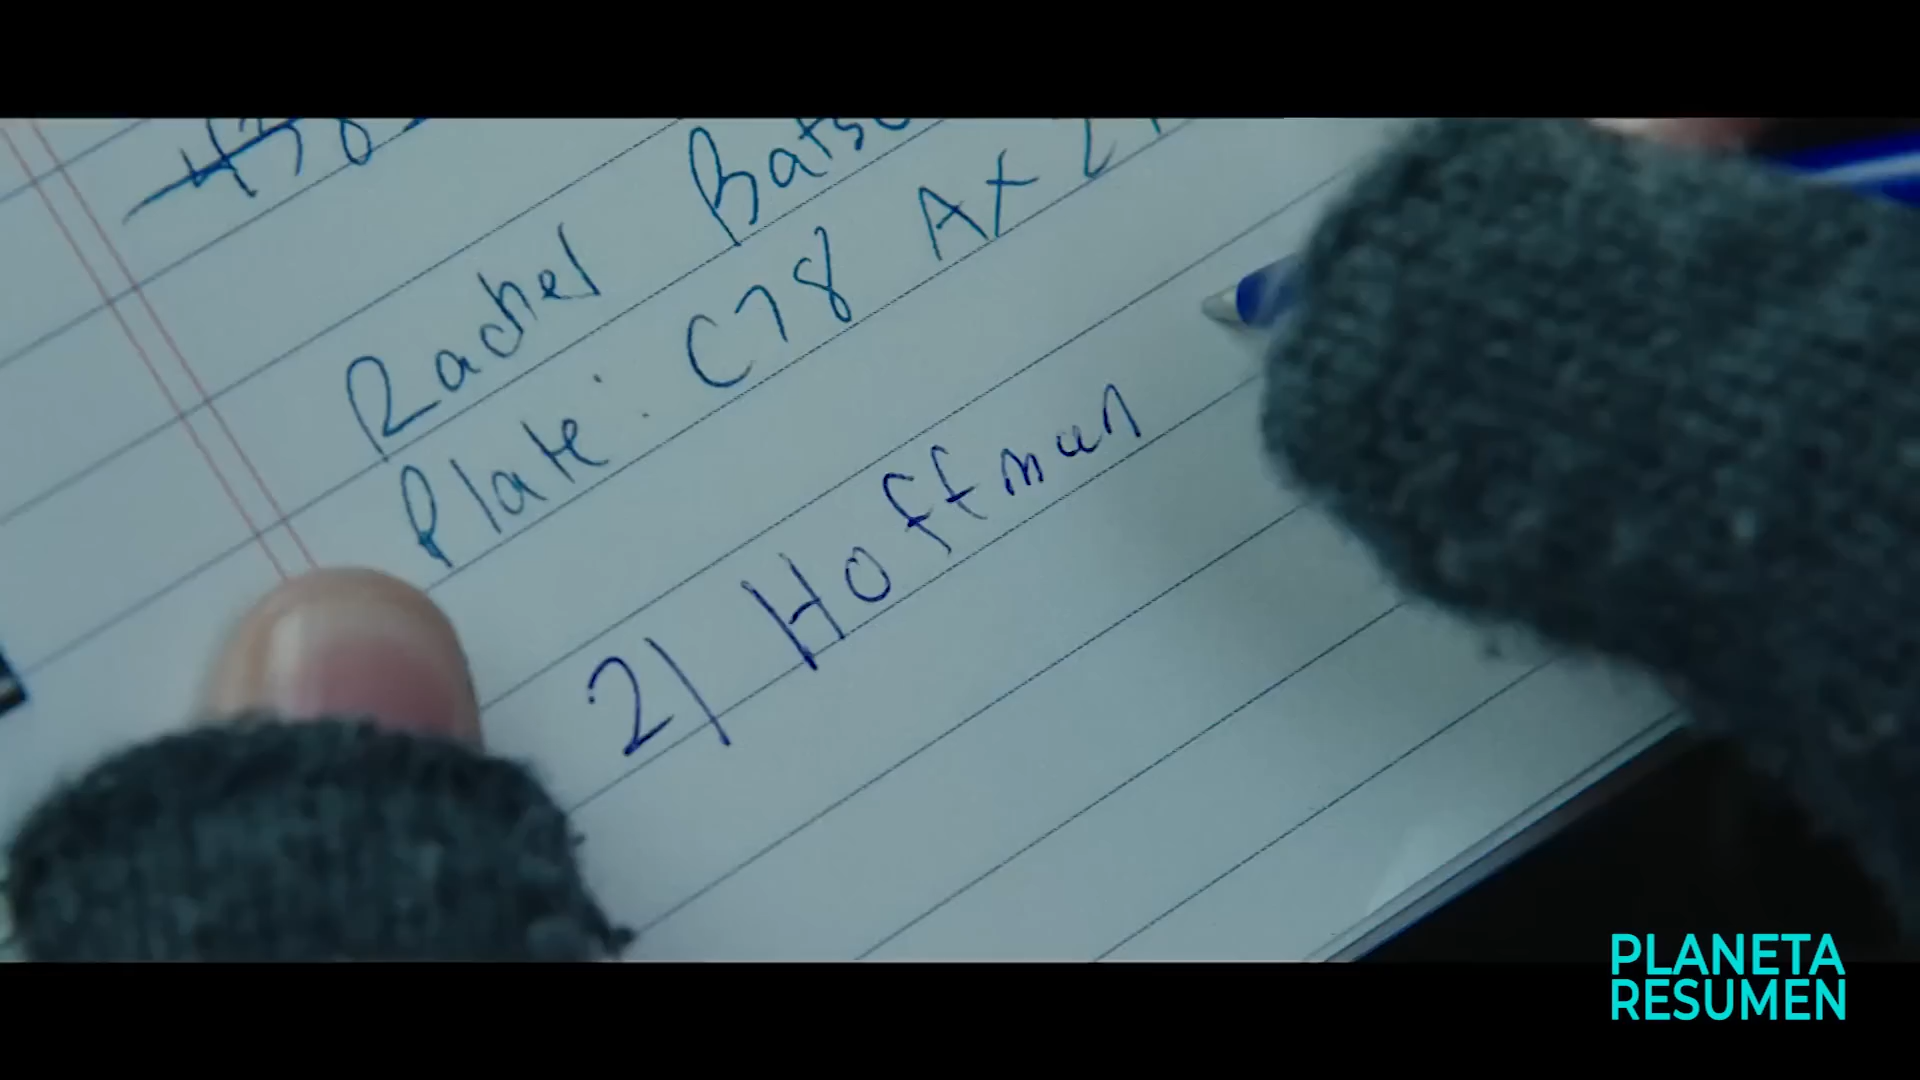 Rachel
Plate: C78 AX
2) Hoffman
PLANETA
RESUMEN